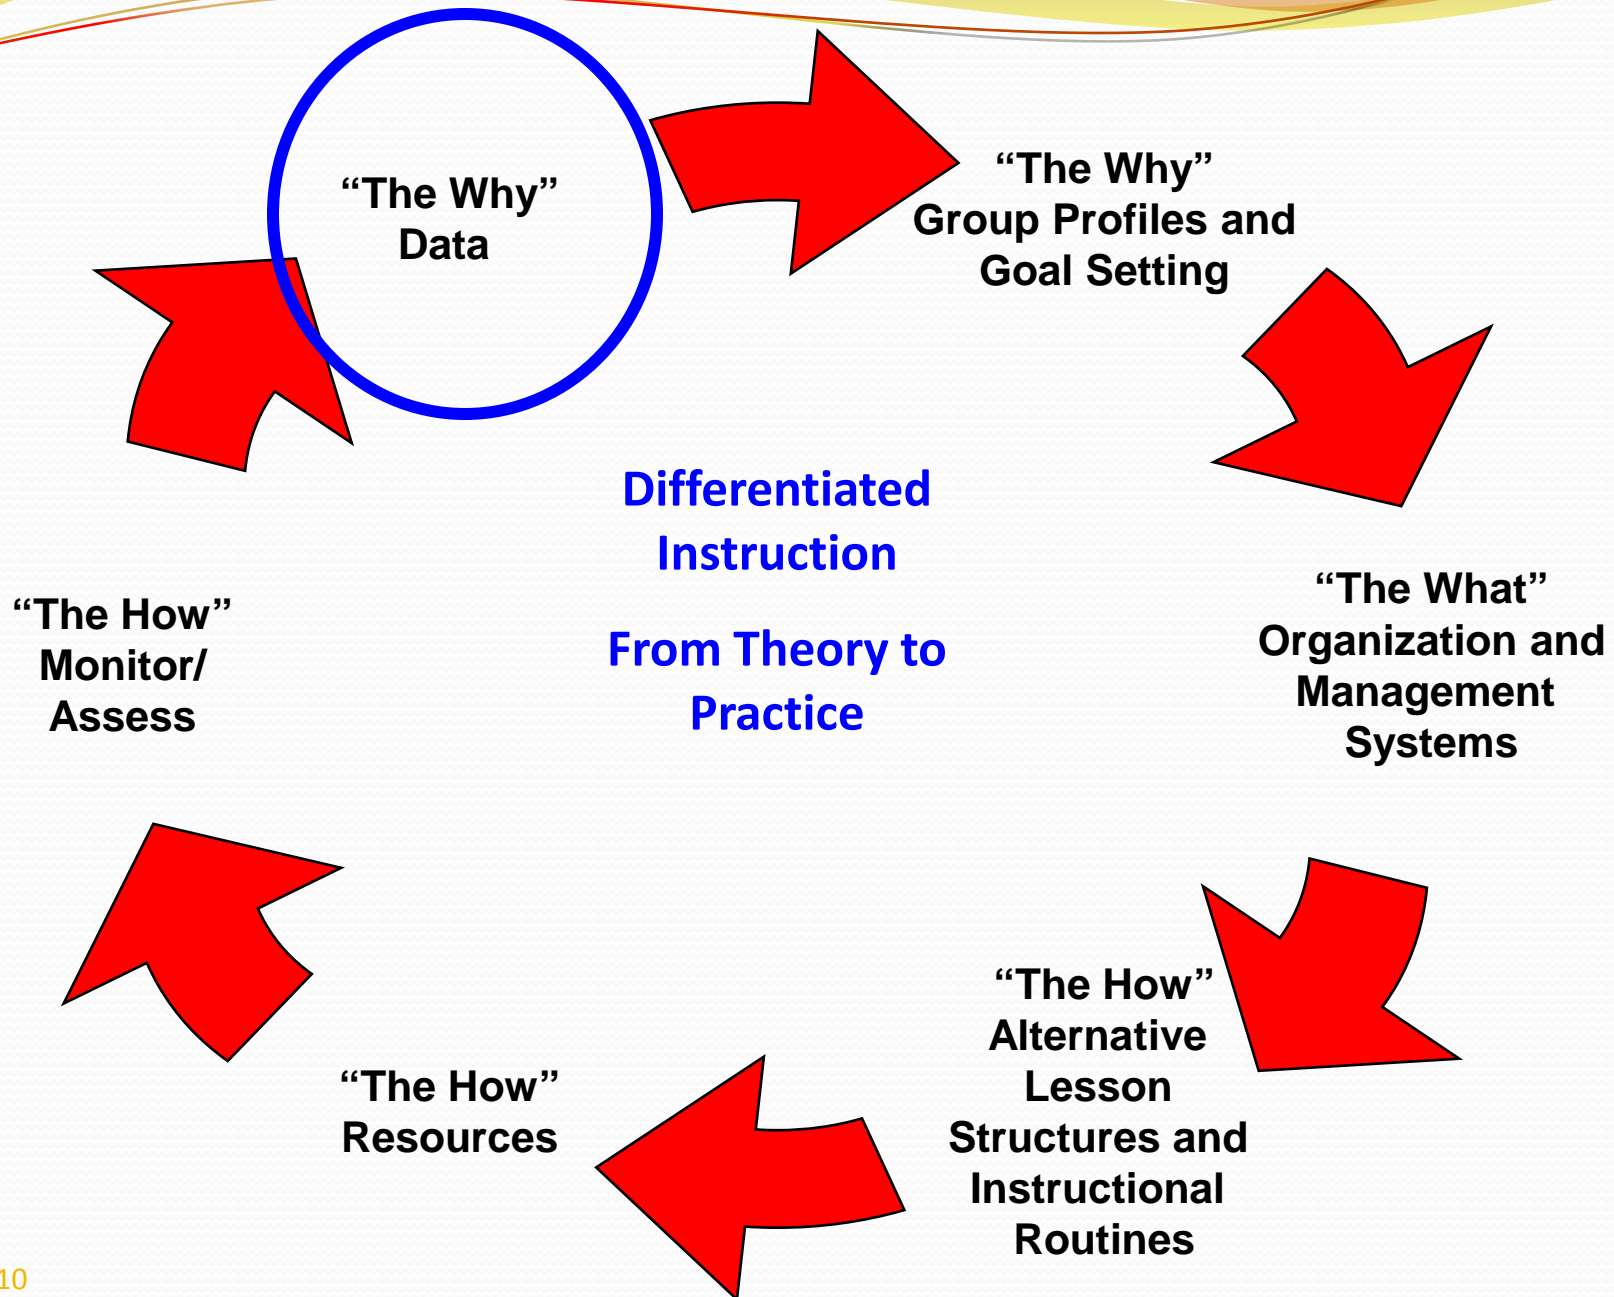 “The Why”
Data
“The Why”
Group Profiles and
Goal Setting
Differentiated
Instruction
From Theory to
Practice
“The What”
Organization and
Management
Systems
“The How”
Monitor/
Assess
“The How”
Alternative
Lesson
Structures and
Instructional
Routines
“The How”
Resources
10